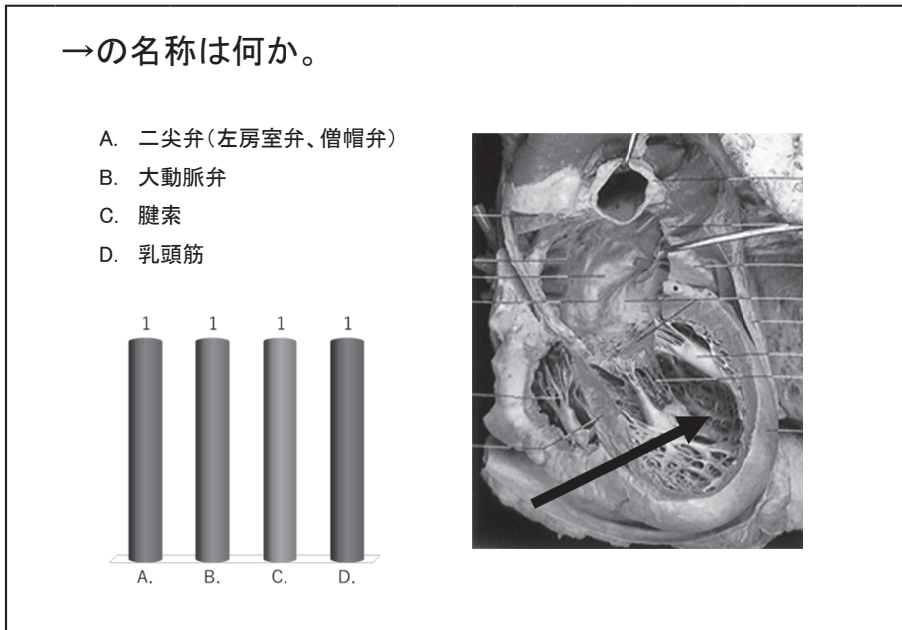 →の名称は何か。
A. 二尖弁(左房室弁、僧帽弁)
B. 大動脈弁
C. 腱索
D. 乳頭筋
1 1 1 1
A. B. C. D.